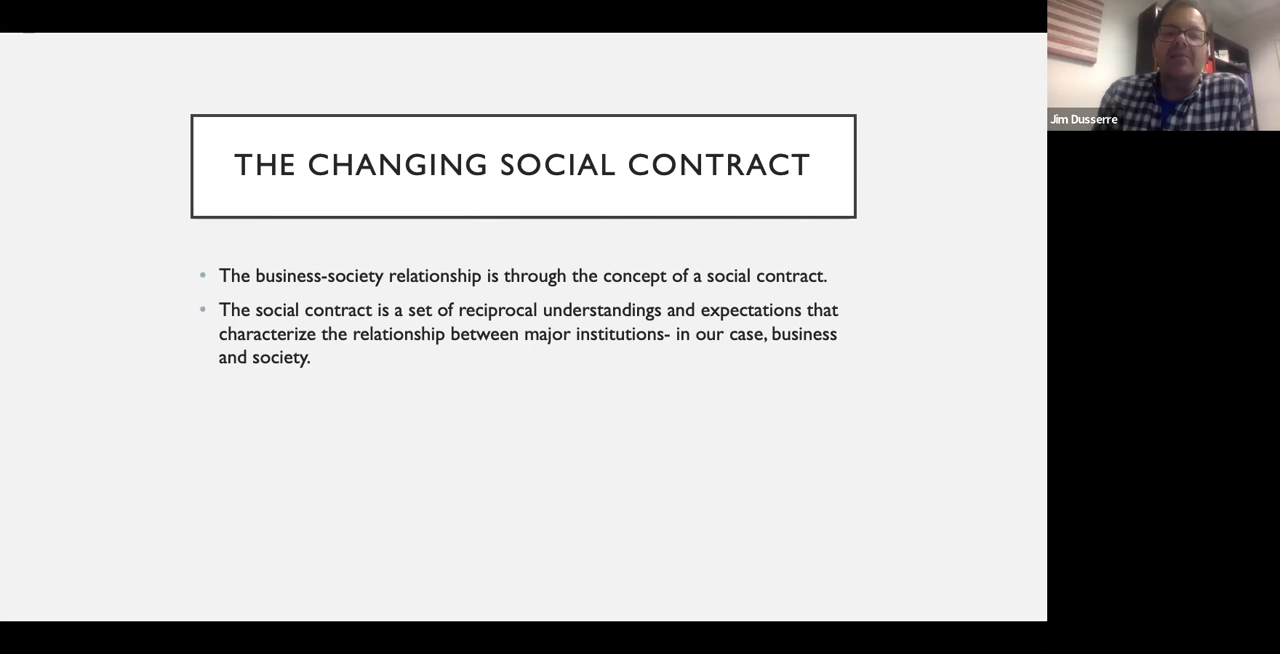 THE CHANGING SOCIAL CONTRACT
• The business-society relationship is through the concept of a social contract.
• The social contract is a set of reciprocal understandings and expectations that
characterize the relationship between major institutions- in our case, business
and society.
Jim Dusserre